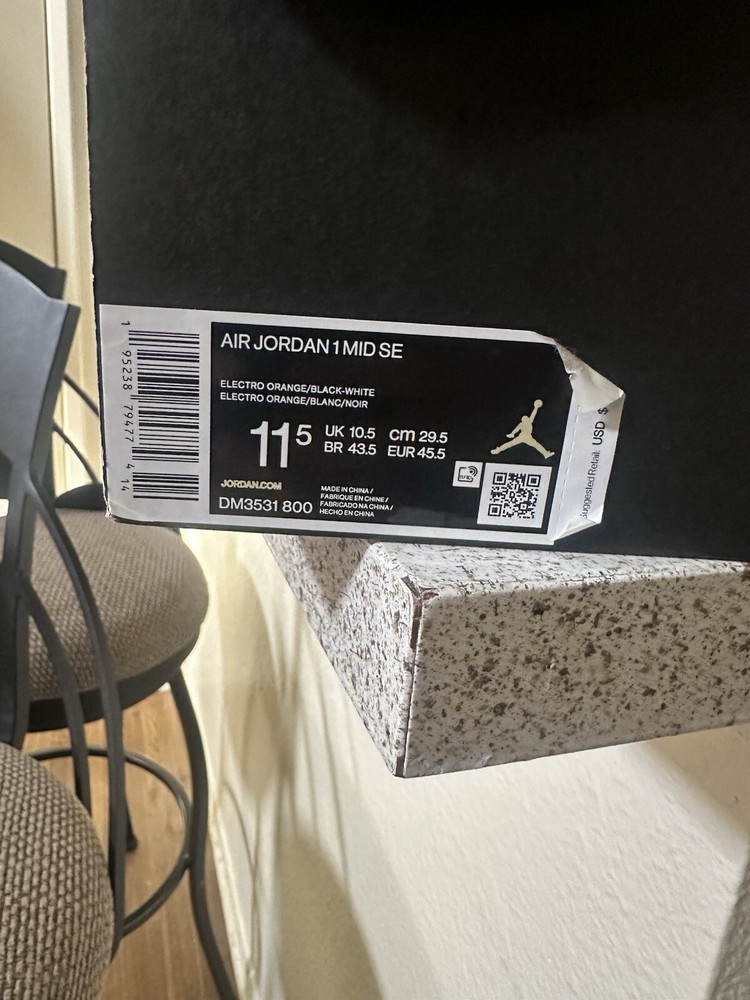 AIR JORDAN 1 MID SE
ELECTRO ORANGE/BLACK-WHITE
ELECTRO ORANGE/BLANC/NOIR
11 5
UK 10.5 cm 29.5
BR 43.5 EUR 45.5
JORDAN.COM
DM3531 800
MADE IN CHINA /
FABRIQUE EN CHINE /
FABRICADO NA CHINA /
HECHO EN CHINA
1 95238 79477 4 14
Suggested Retail: USD $